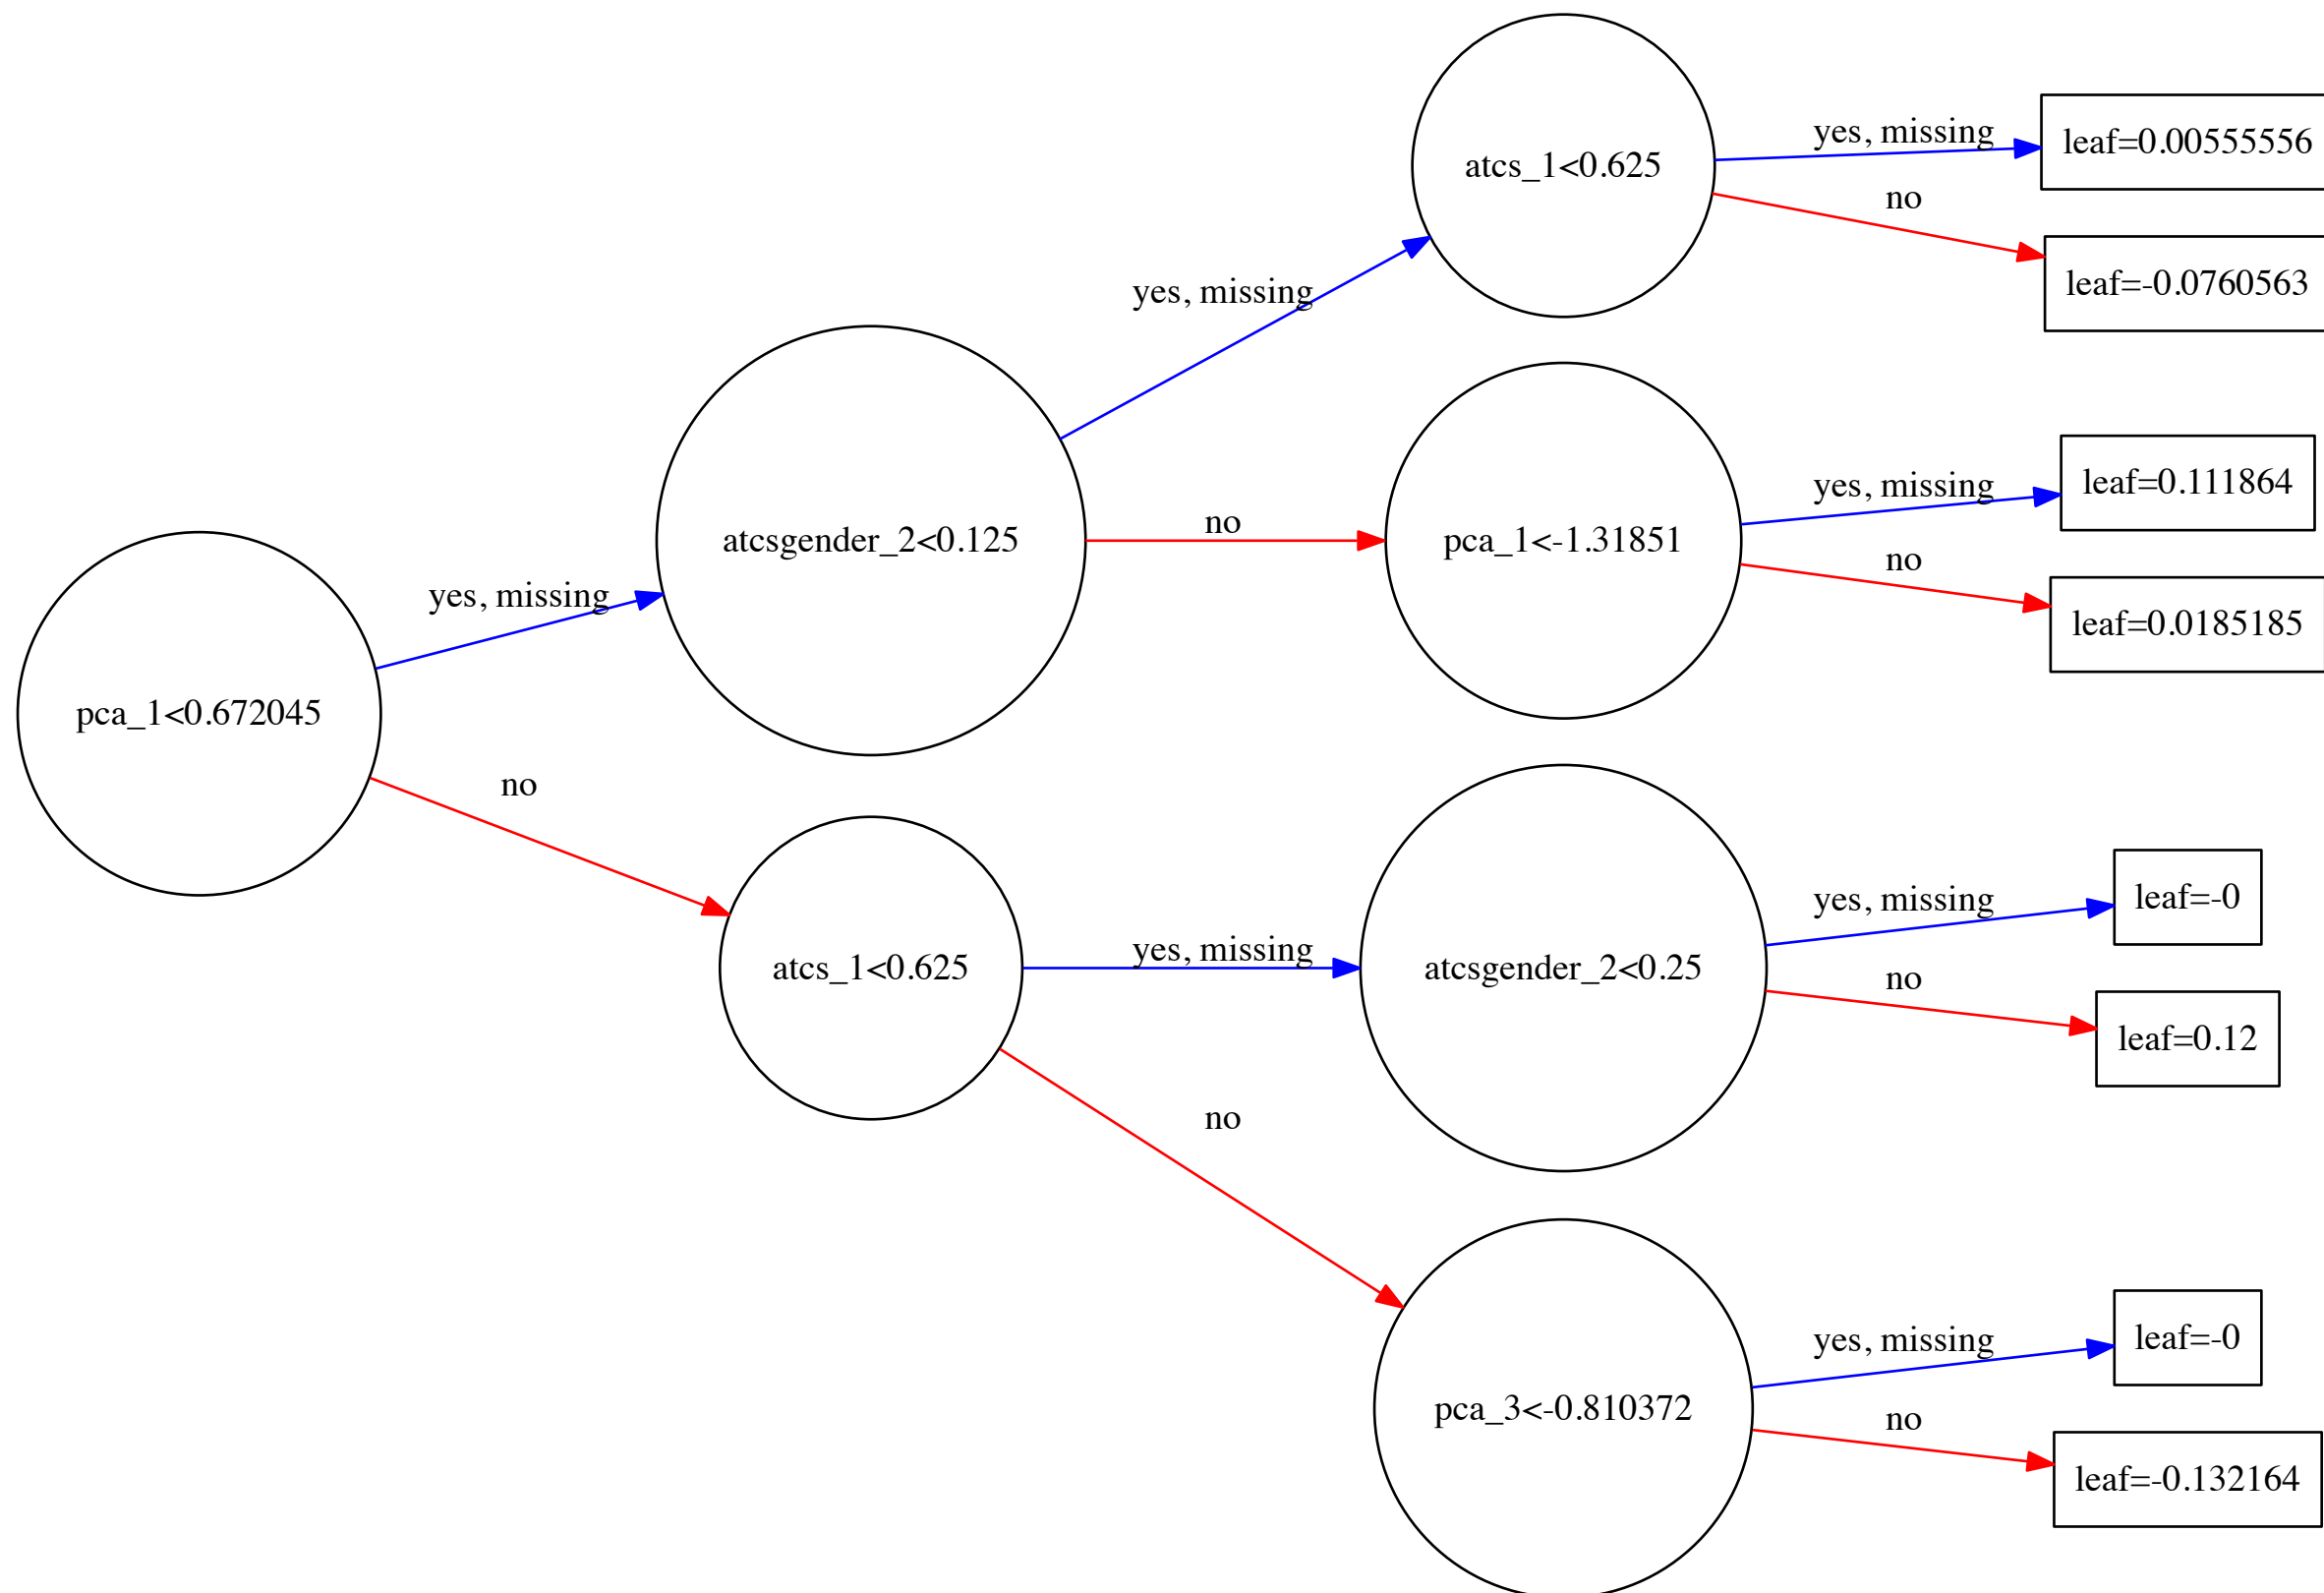 atcs_1<0.625
yes, missing
leaf=0.00555556
no
leaf=-0.0760563
yes, missing
atcsgender_2<0.125
no
pca_1<-1.31851
yes, missing
leaf=0.111864
no
leaf=0.0185185
yes, missing
pca_1<0.672045
no
atcs_1<0.625
yes, missing
atcsgender_2<0.25
yes, missing
leaf=-0
no
leaf=0.12
no
pca_3<-0.810372
yes, missing
leaf=-0
no
leaf=-0.132164